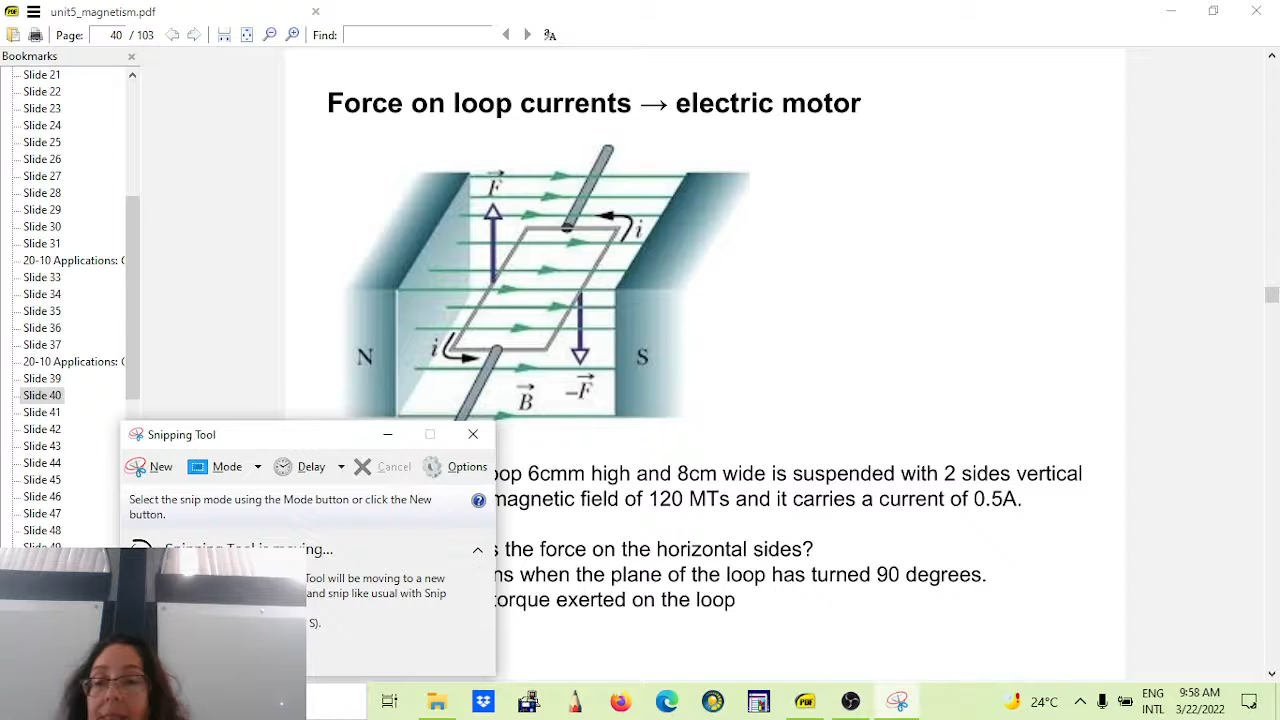 unit5_magnetism.pdf
Page: 40 / 103 Find:
Bookmarks
Slide 21
Slide 22
Slide 23
Slide 24
Slide 25
Slide 26
Slide 27
Slide 28
Slide 29
Slide 30
Slide 31
20-10 Applications:
Slide 33
Slide 34
Slide 35
Slide 36
Slide 37
20-10 Applications:
Slide 39
Slide 40
Slide 41
Slide 42
Slide 43
Slide 44
Slide 45
Slide 46
Slide 47
Slide 48
Force on loop currents → electric motor
F
i
i
N
S
B
–F
oop 6cmm high and 8cm wide is suspended with 2 sides vertical
magnetic field of 120 MTs and it carries a current of 0.5A.
the force on the horizontal sides?
ns when the plane of the loop has turned 90 degrees.
torque exerted on the loop
Snipping Tool
New Mode Delay Cancel Options
Select the snip mode using the Mode button or click the New
button.
Snipping Tool is moving...
Tool will be moving to a new
and snip like usual with Snip
S).
24°C
ENG
INTL
9:58 AM
3/22/2022